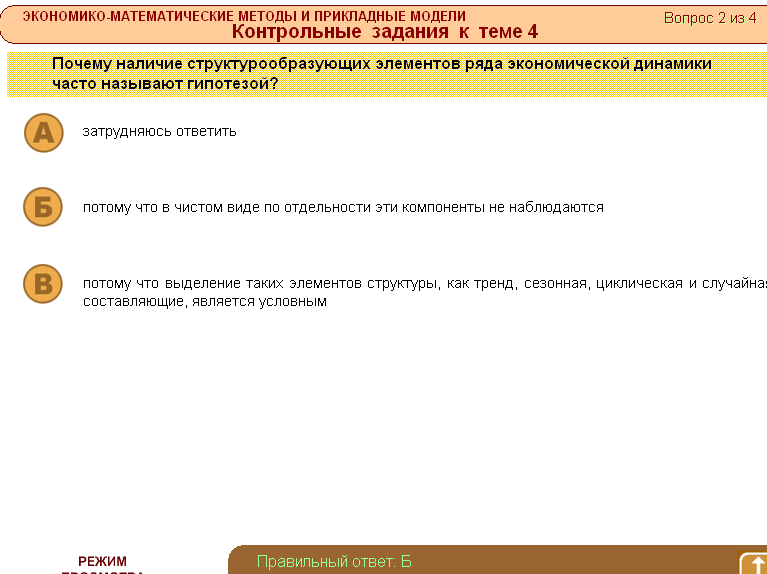 ЭКОНОМИКО-МАТЕМАТИЧЕСКИЕ МЕТОДЫ И ПРИКЛАДНЫЕ МОДЕЛИ
Вопрос 2 из 4
Контрольные задания к теме 4
Почему наличие структурообразующих элементов ряда экономической динамики
часто называют гипотезой?
А затрудняюсь ответить
Б потому что в чистом виде по отдельности эти компоненты не наблюдаются
В потому что выделение таких элементов структуры, как тренд, сезонная, циклическая и случайная
составляющие, является условным
РЕЖИМ
Правильный ответ: Б